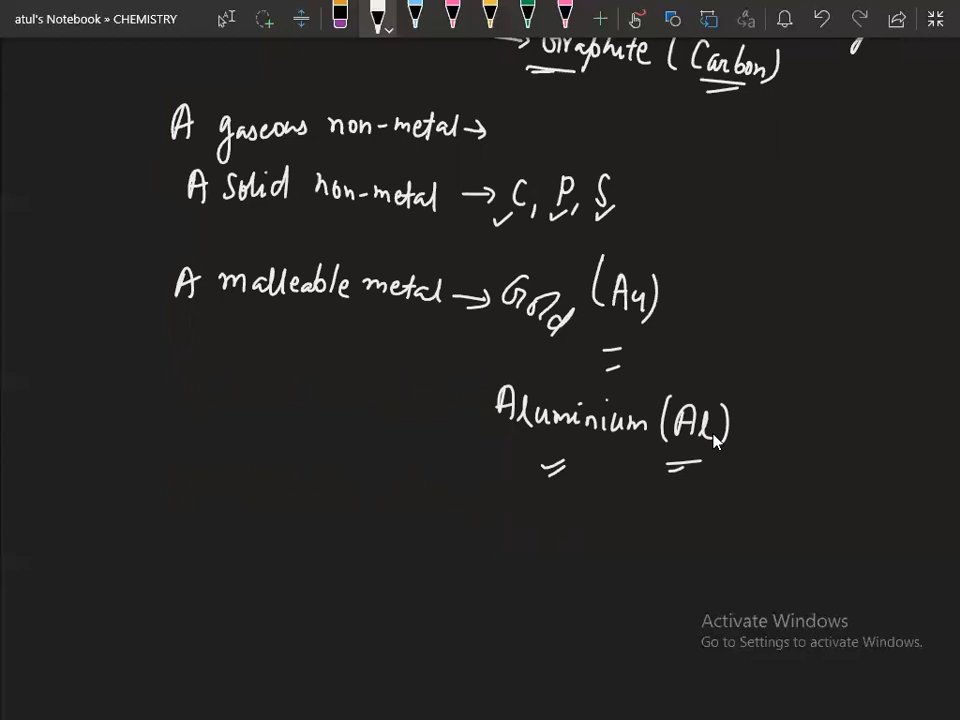 atul's Notebook » CHEMISTRY
→ Graphite (Carbon)
A gaseous non-metal →
A solid non-metal → C, P, S
A malleable metal → Gold (Au)
Aluminium (Al)
Activate Windows
Go to Settings to activate Windows.